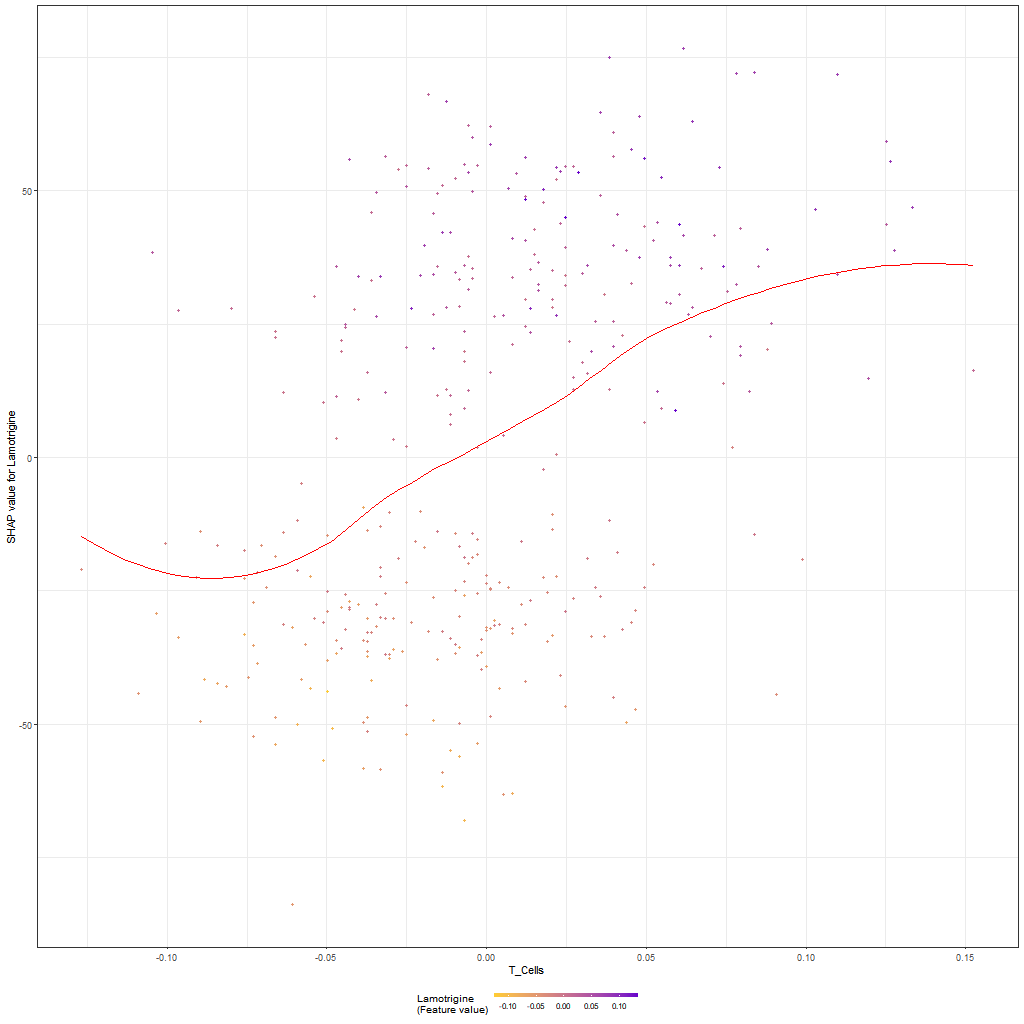 SHAP value for Lamotrigine
50
0
-50
-0.10 -0.05 0.00 0.05 0.10 0.15
T_Cells
Lamotrigine
(Feature value)
-0.10 -0.05 0.00 0.05 0.10